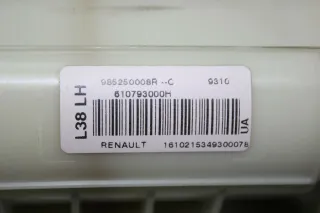 985250008R --C 9310
610793000H
L38 LH
UA
RENAULT 1610215349300078